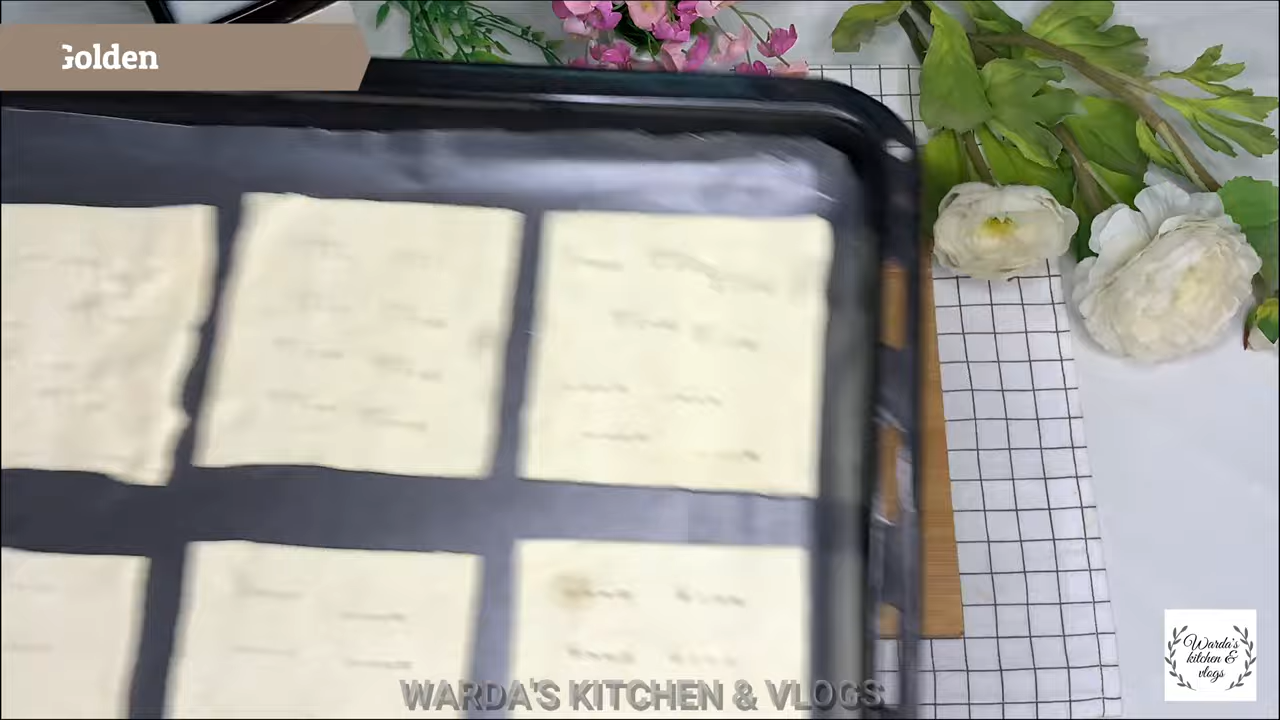 Golden
Warda's
kitchen &
vlogs
WARDA'S KITCHEN & VLOGS